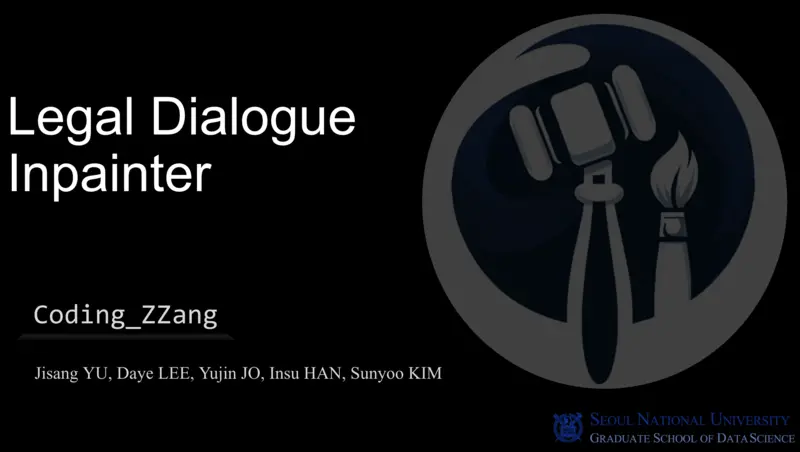 Legal Dialogue
Inpainter
Coding_ZZang
Jisang YU, Daye LEE, Yujin JO, Insu HAN, Sunyoo KIM
SEOUL NATIONAL UNIVERSITY
GRADUATE SCHOOL OF DATA SCIENCE